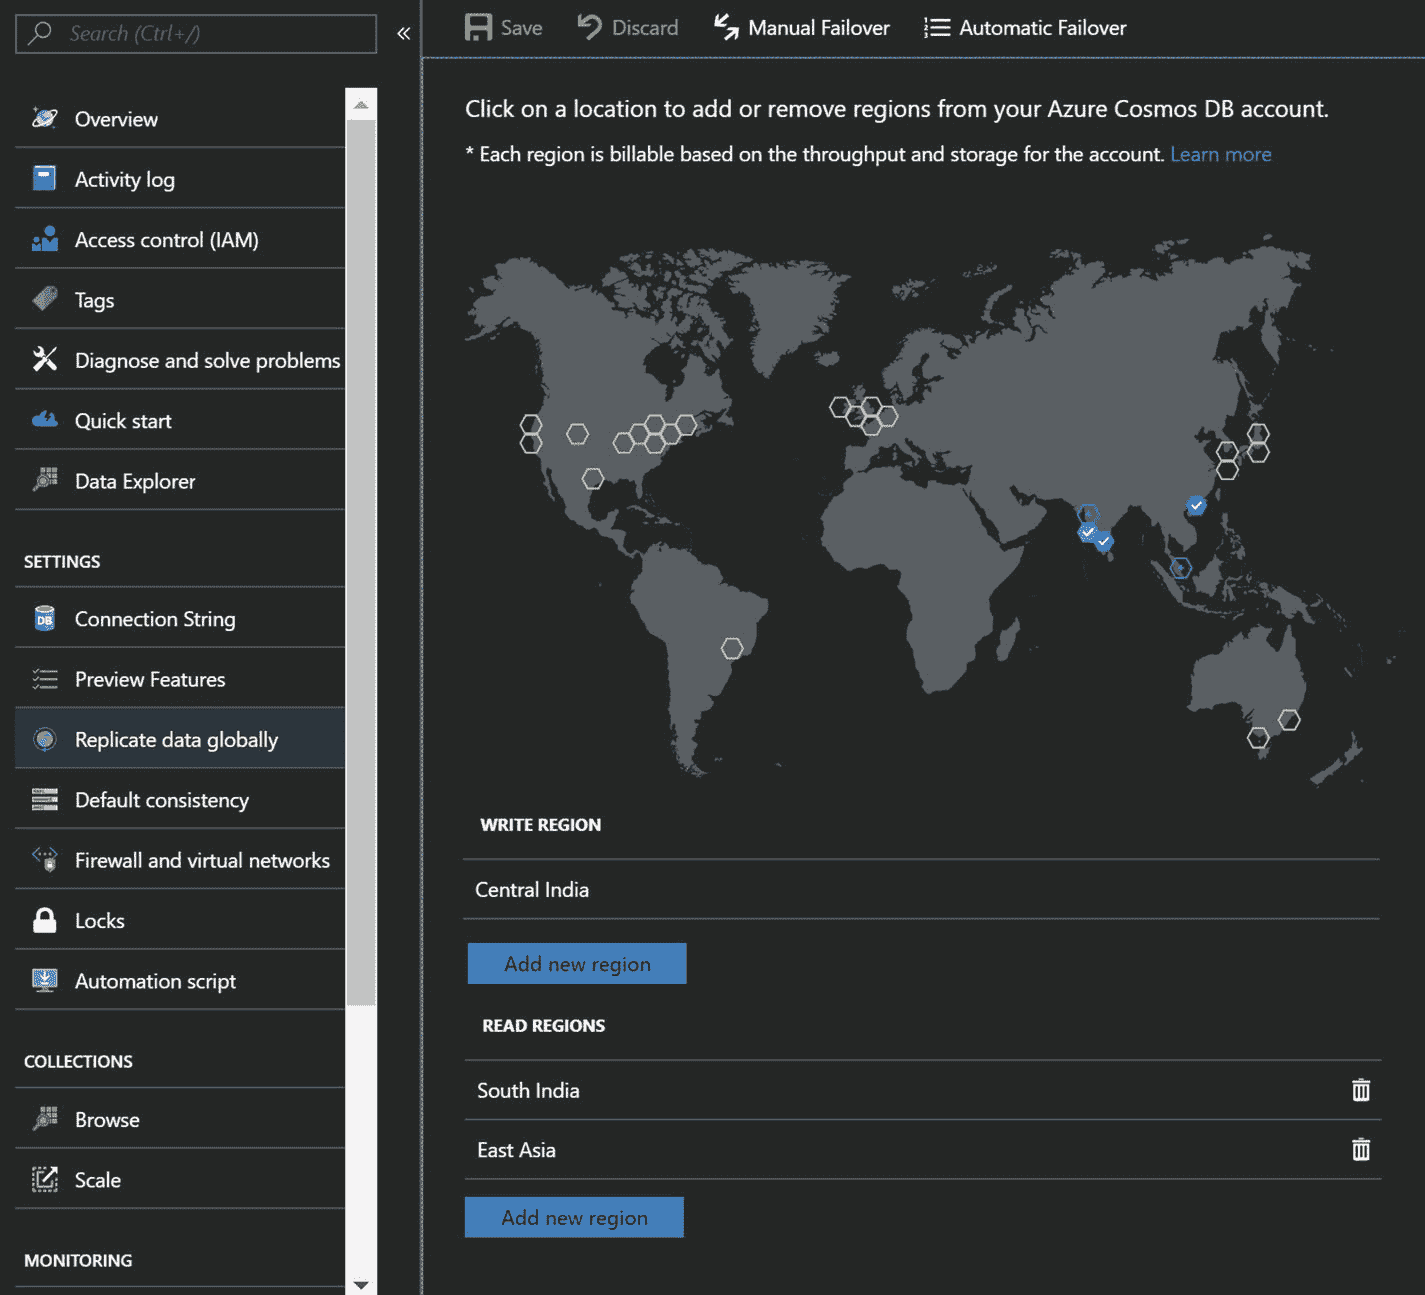 Search (Ctrl+/)
«
Save
Discard
Manual Failover
Automatic Failover
Overview
Activity log
Access control (IAM)
Tags
Diagnose and solve problems
Quick start
Data Explorer
SETTINGS
DB
Connection String
Preview Features
Replicate data globally
Default consistency
Firewall and virtual networks
Locks
Automation script
COLLECTIONS
Browse
Scale
MONITORING
Click on a location to add or remove regions from your Azure Cosmos DB account.
* Each region is billable based on the throughput and storage for the account. Learn more
WRITE REGION
Central India
Add new region
READ REGIONS
South India
East Asia
Add new region